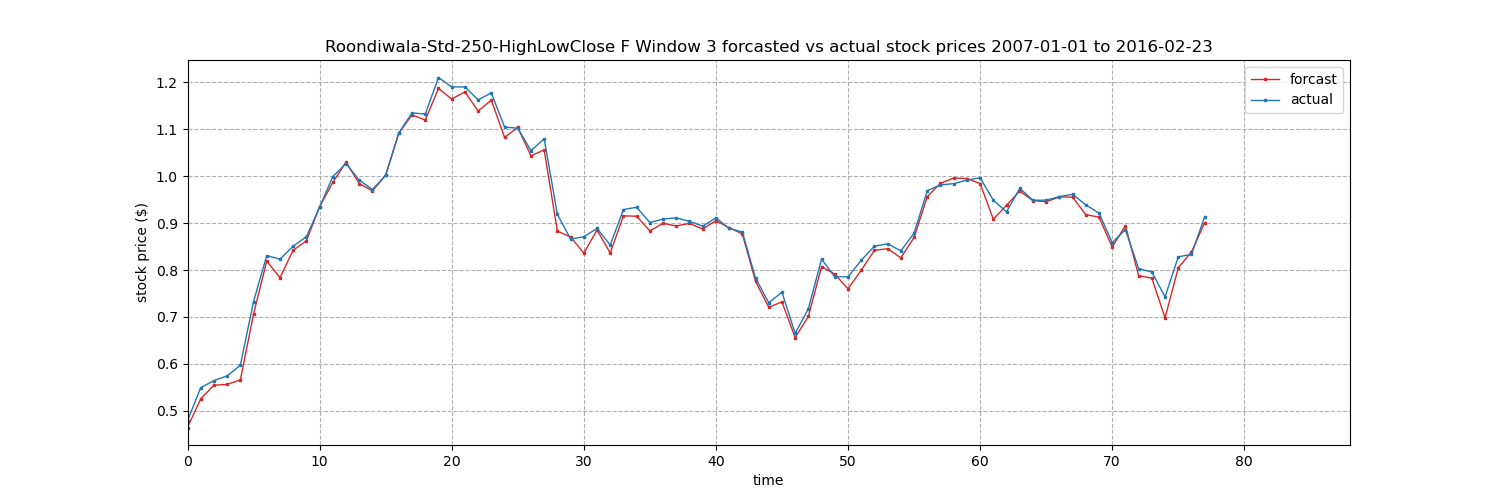 Roondiwala-Std-250-HighLowClose F Window 3 forcasted vs actual stock prices 2007-01-01 to 2016-02-23
forcast
actual
stock price ($)
1.2
1.1
1.0
0.9
0.8
0.7
0.6
0.5
0 10 20 30 40 50 60 70 80
time